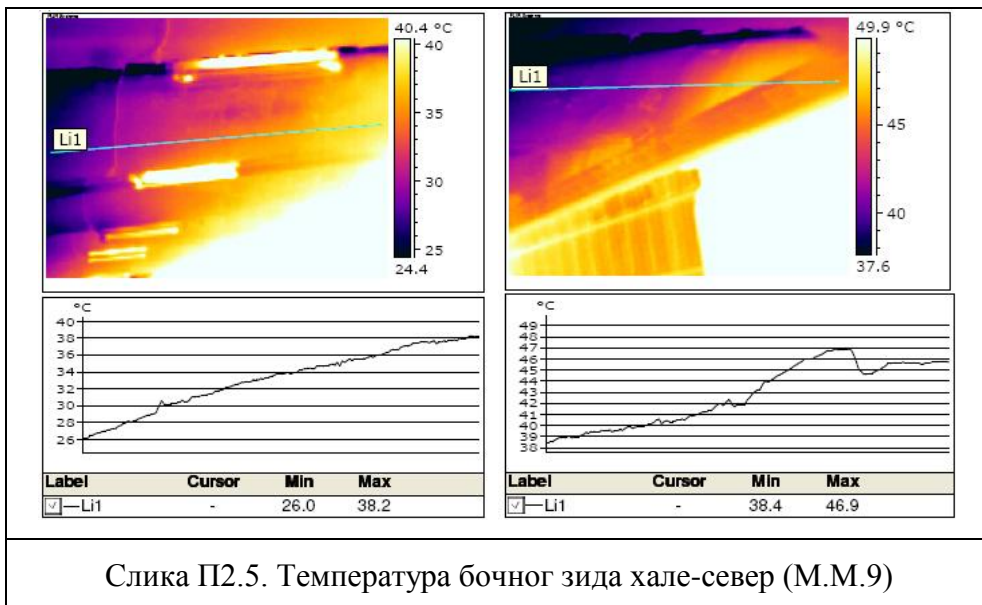 40.4 °C
40
35
30
25
24.4
Li1
49.9 °C
45
40
37.6
Li1
°C
40
38
36
34
32
30
28
26
Label Cursor Min Max
Li1 - 26.0 38.2
°C
49
48
47
46
45
44
43
42
41
40
39
38
Label Cursor Min Max
Li1 - 38.4 46.9
Слика П2.5. Температура бочног зида хале-север (М.М.9)